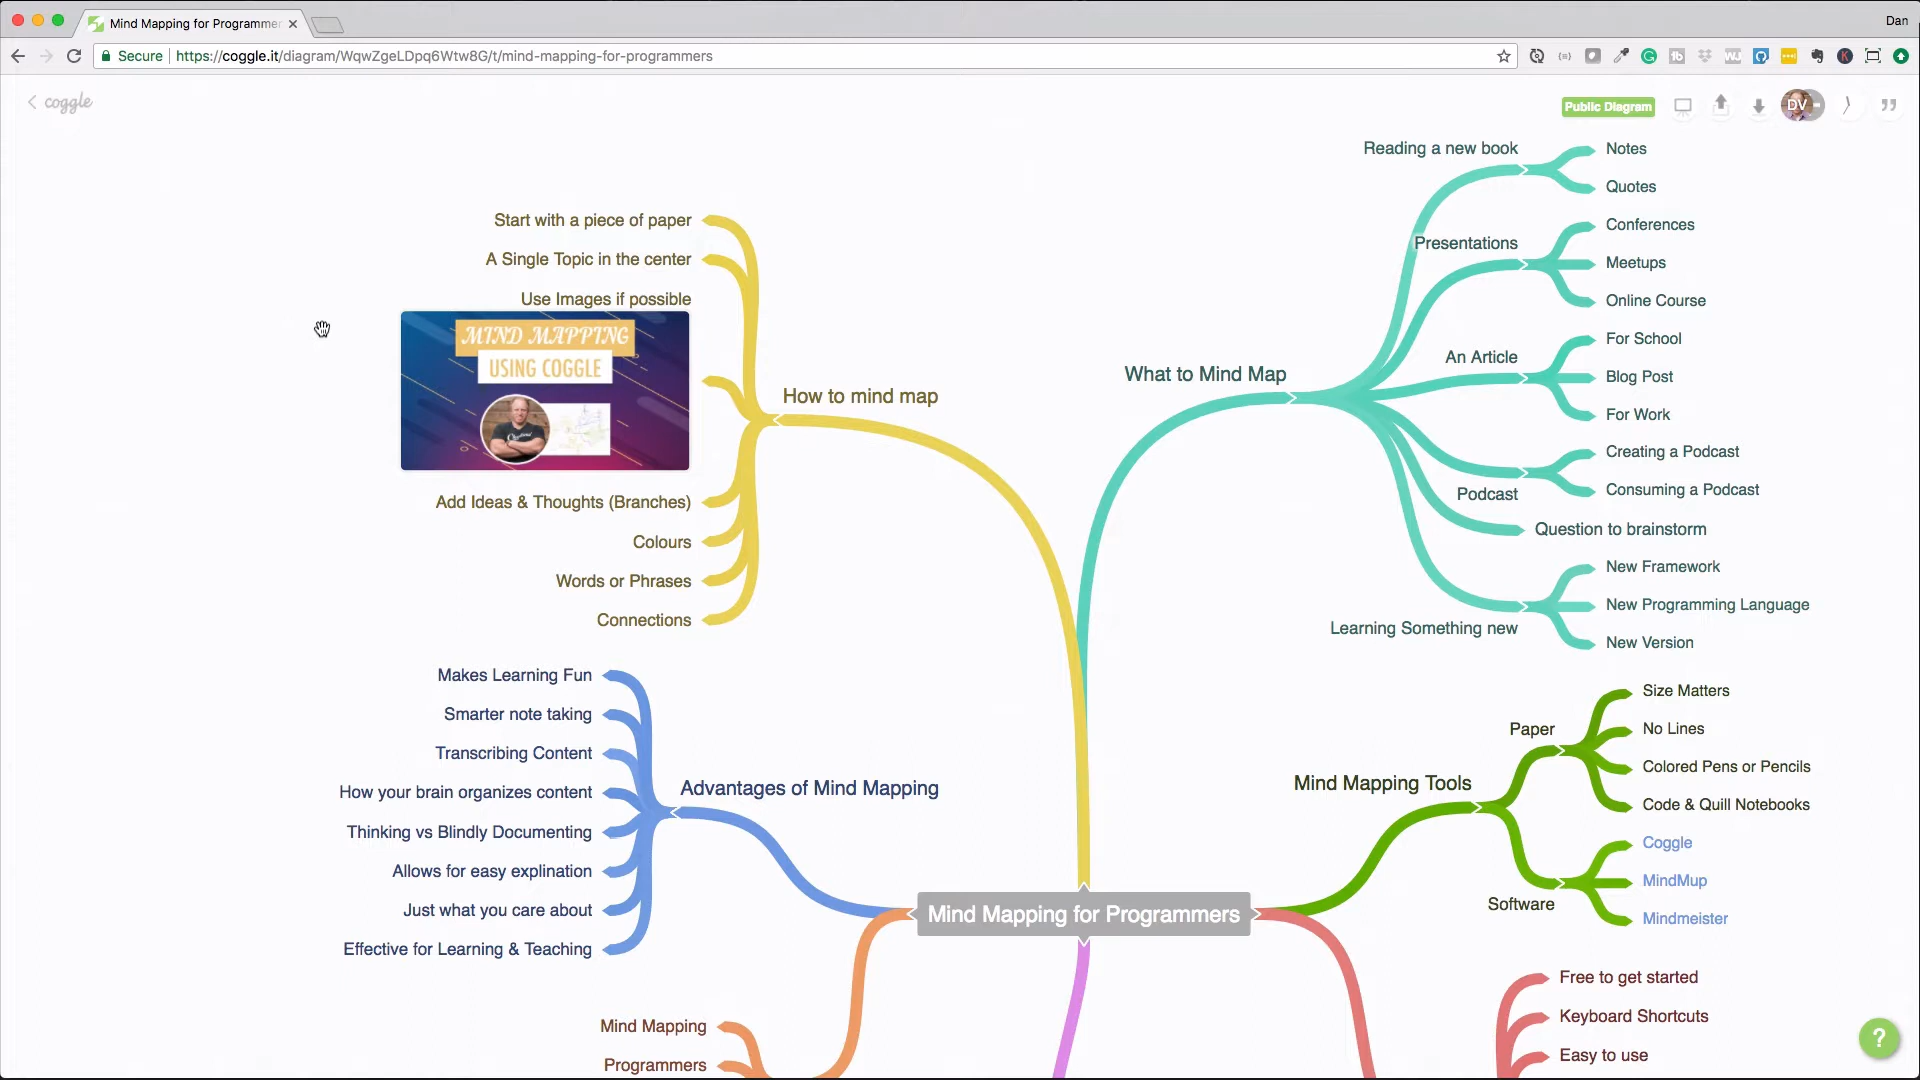 Mind Mapping for Programmer
Dan
Secure
https://coggle.it/diagram/WqwZgeLDpq6Wtw8G/t/mind-mapping-for-programmers
coggle
Public Diagram
DV
Start with a piece of paper
A Single Topic in the center
Use Images if possible
MIND MAPPING
USING COGGLE
How to mind map
Add Ideas & Thoughts (Branches)
Colours
Words or Phrases
Connections
Makes Learning Fun
Smarter note taking
Transcribing Content
How your brain organizes content
Thinking vs Blindly Documenting
Allows for easy explination
Just what you care about
Effective for Learning & Teaching
Advantages of Mind Mapping
Mind Mapping for Programmers
Mind Mapping
Programmers
What to Mind Map
Reading a new book
Notes
Quotes
Presentations
Conferences
Meetups
Online Course
An Article
For School
Blog Post
For Work
Podcast
Creating a Podcast
Consuming a Podcast
Question to brainstorm
Learning Something new
New Framework
New Programming Language
New Version
Mind Mapping Tools
Paper
Size Matters
No Lines
Colored Pens or Pencils
Code & Quill Notebooks
Software
Coggle
MindMup
Mindmeister
Free to get started
Keyboard Shortcuts
Easy to use
?